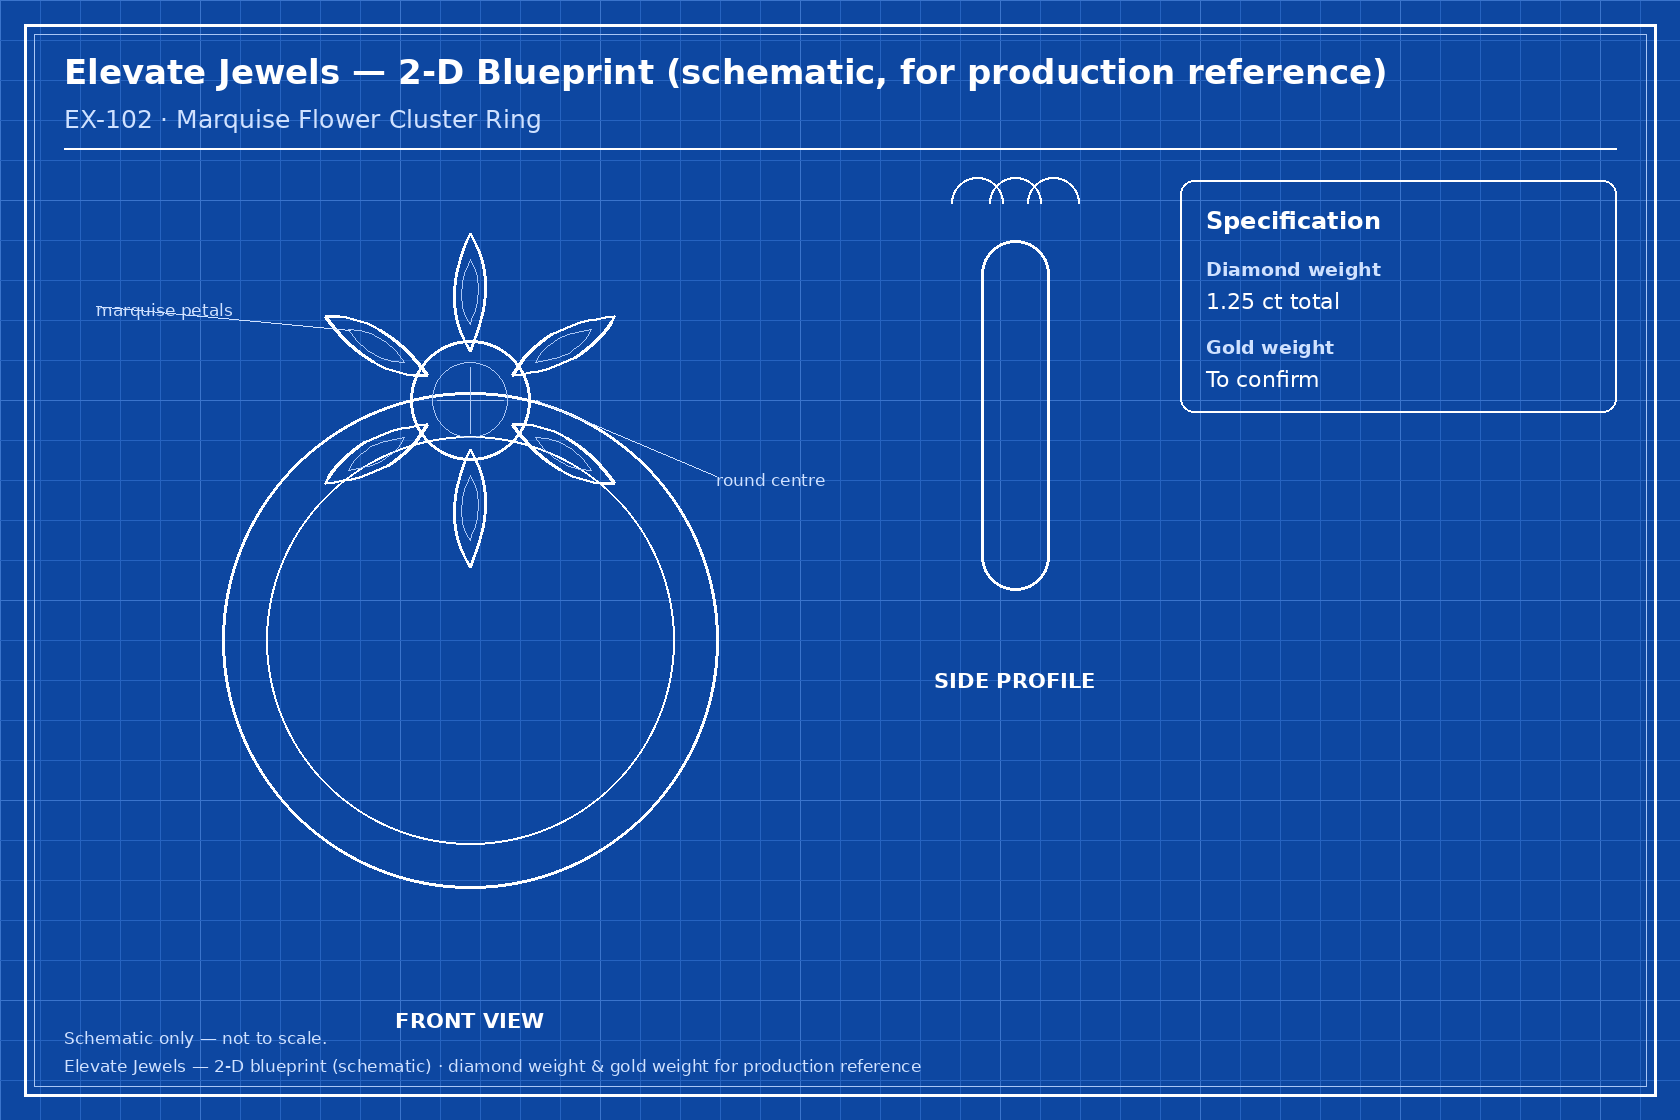 Elevate Jewels — 2-D Blueprint (schematic, for production reference)
EX-102 · Marquise Flower Cluster Ring
marquise petals
round centre
FRONT VIEW
SIDE PROFILE
Specification
Diamond weight
1.25 ct total
Gold weight
To confirm
Schematic only — not to scale.
Elevate Jewels — 2-D blueprint (schematic) · diamond weight & gold weight for production reference